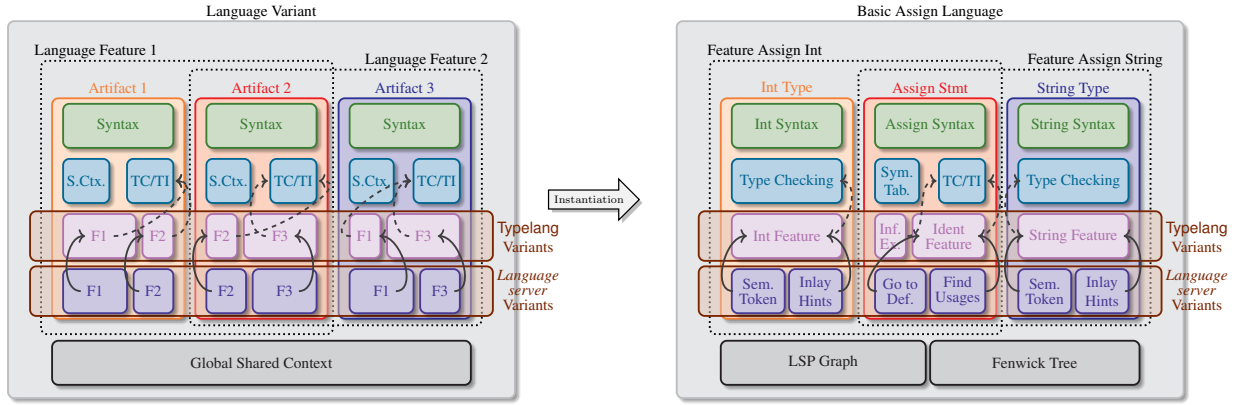 Language Variant
Language Feature 1
Language Feature 2
Artifact 1
Artifact 2
Artifact 3
Syntax
Syntax
Syntax
S.Ctx.
TC/TI
S.Ctx.
TC/TI
S.Ctx.
TC/TI
F1
F2
F2
F3
F1
F3
Typelang
Variants
F1
F2
F2
F3
F1
F3
Language
server
Variants
Global Shared Context
Instantiation
Basic Assign Language
Feature Assign Int
Feature Assign String
Int Type
Assign Stmt
String Type
Int Syntax
Assign Syntax
String Syntax
Type Checking
Sym.
Tab.
TC/TI
Type Checking
Int Feature
Inf.
Ex.
Ident
Feature
String Feature
Typelang
Variants
Sem.
Token
Inlay
Hints
Go to
Def.
Find
Usages
Sem.
Token
Inlay
Hints
Language
server
Variants
LSP Graph
Fenwick Tree